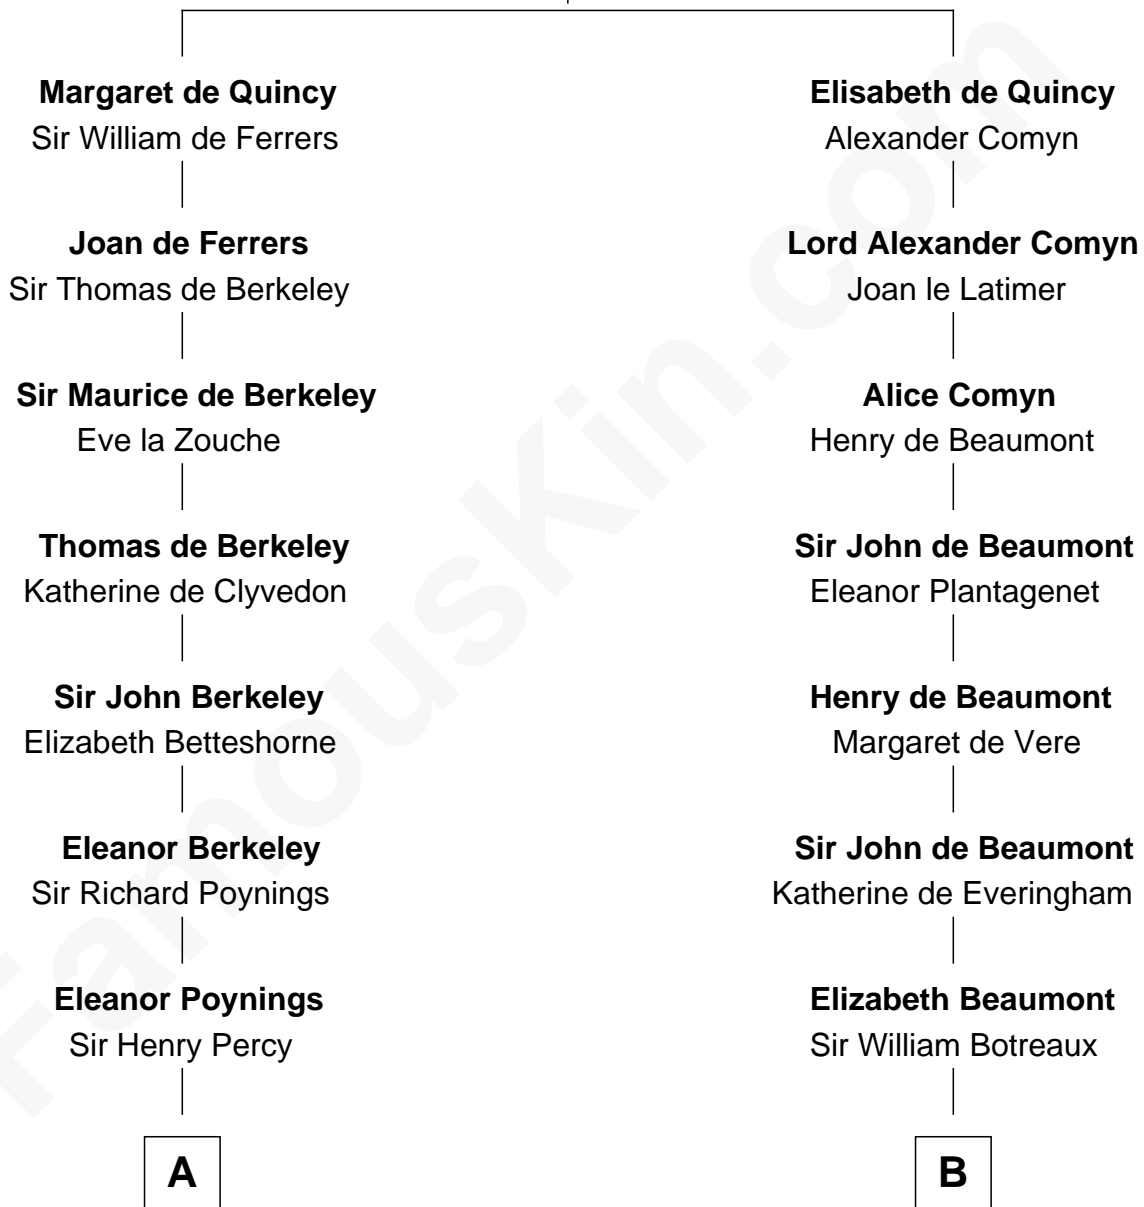 Margaret de Quincy
Sir William de Ferrers
Joan de Ferrers
Sir Thomas de Berkeley
Sir Maurice de Berkeley
Eve la Zouche
Thomas de Berkeley
Katherine de Clyvedon
Sir John Berkeley
Elizabeth Betteshorne
Eleanor Berkeley
Sir Richard Poynings
Eleanor Poynings
Sir Henry Percy
A
Elisabeth de Quincy
Alexander Comyn
Lord Alexander Comyn
Joan le Latimer
Alice Comyn
Henry de Beaumont
Sir John de Beaumont
Eleanor Plantagenet
Henry de Beaumont
Margaret de Vere
Sir John de Beaumont
Katherine de Everingham
Elizabeth Beaumont
Sir William Botreaux
B
FamousKin.com